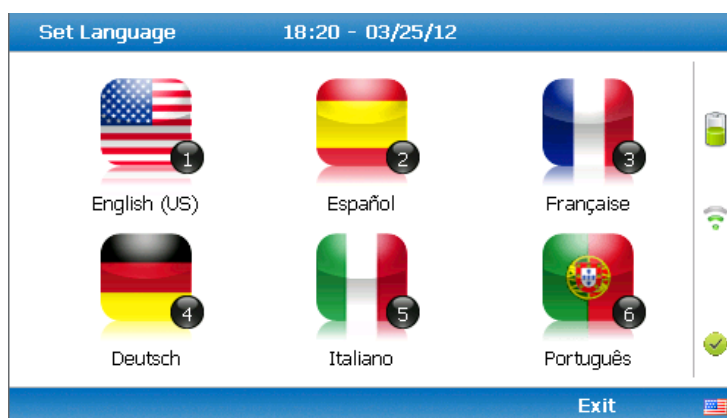 Set Language 18:20 - 03/25/12
1 2 3
English (US) Español Française
4 5 6
Deutsch Italiano Português
Exit